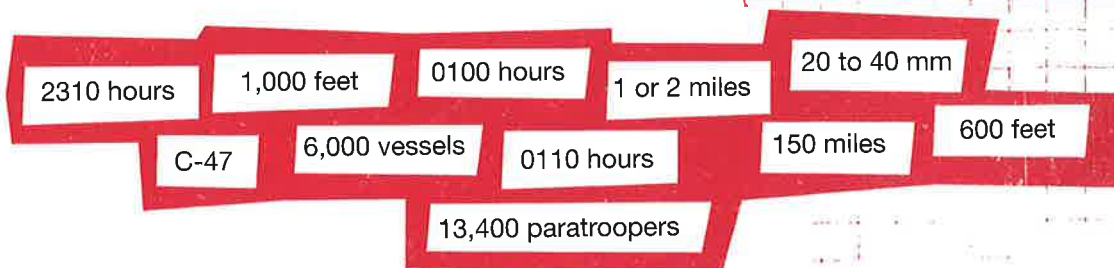 2310 hours
1,000 feet
0100 hours
1 or 2 miles
20 to 40 mm
C-47
6,000 vessels
0110 hours
150 miles
600 feet
13,400 paratroopers